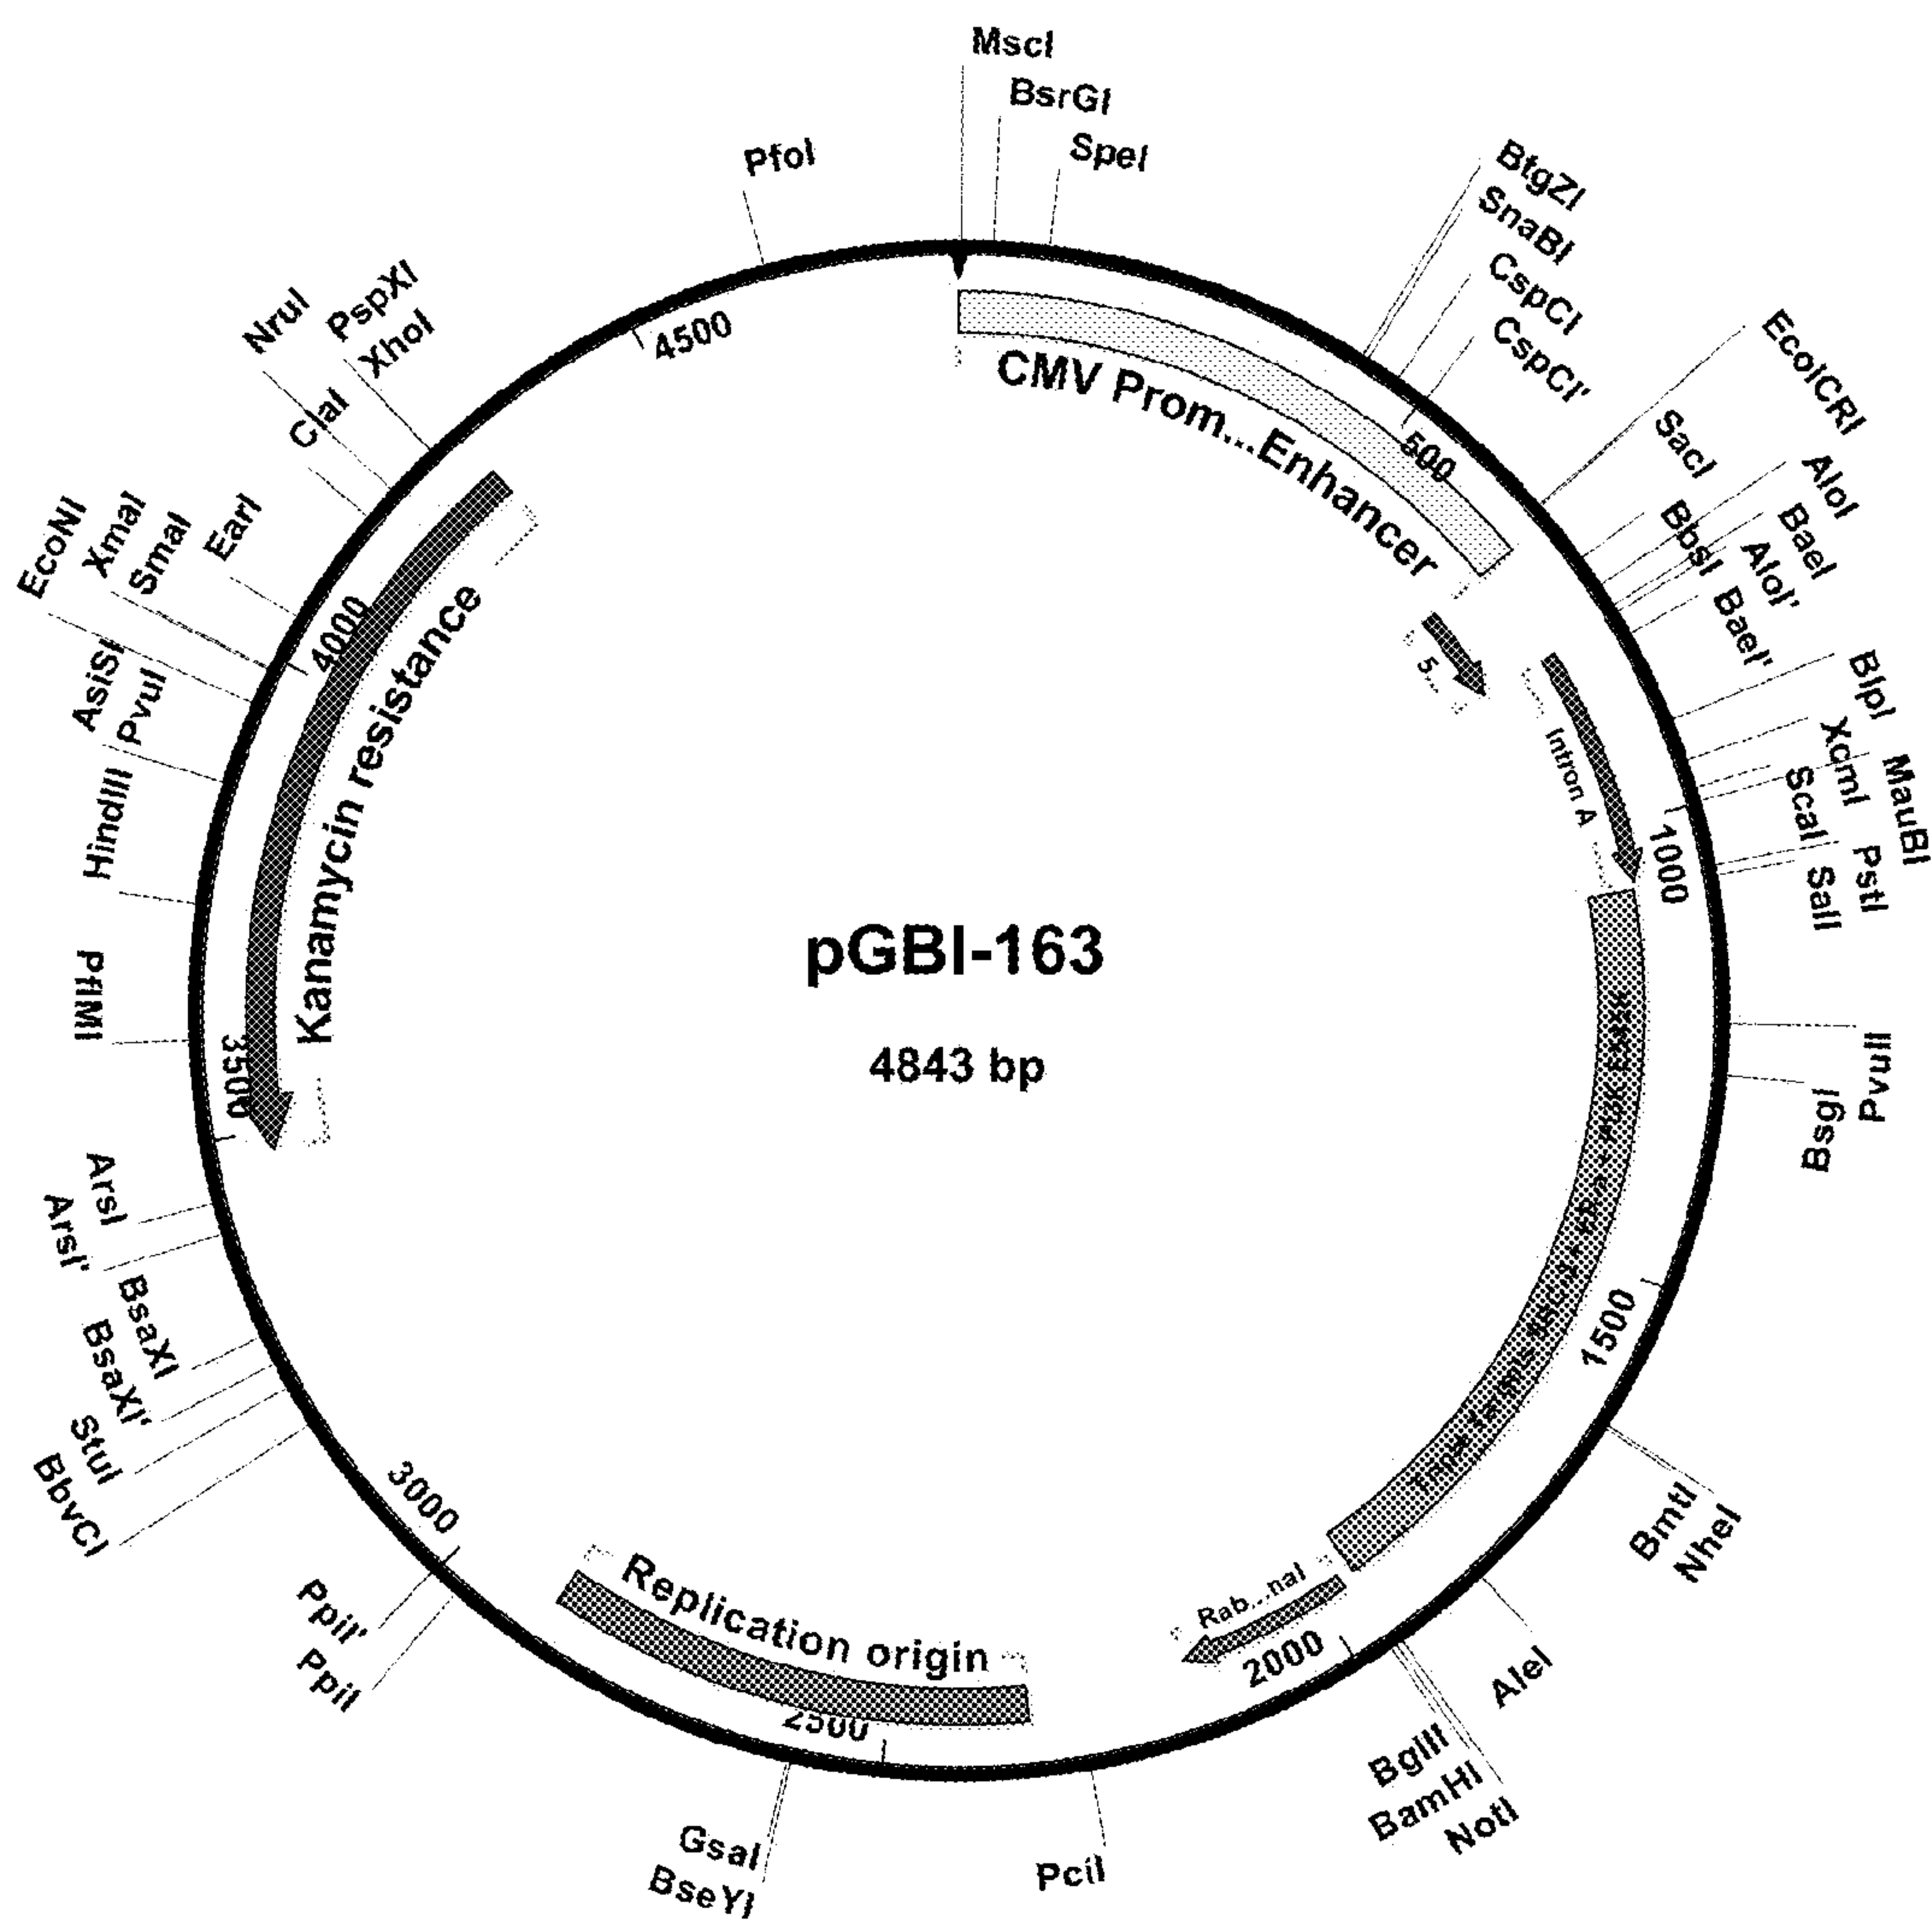 MscI
BsrGI
SpeI
BtgZI
SnaBI
CspCI
CspCI'
EcoICRI
SacI
AloI
BaeI
BbsI
AloI'
BaeI'
BlpI
XcmI
MauBI
ScaI
PstI
SalI
PvuII
BsgI
BmtI
NheI
AleI
BglII
BamHI
NotI
PciI
GsaI
BseYI
PpiI
PpiI'
BbvCI
StuI
BsaXI'
BsaXI
ArsI'
ArsI
PflMI
HindIII
AsiSI
PvuI
EcoNI
XmaI
SmaI
EarI
ClaI
NruI
PspXI
XhoI
PfoI
CMV Prom...Enhancer
5...
Intron A
Rab...nal
Replication origin
Kanamycin resistance
500
1000
1500
2000
2500
3000
3500
4000
4500
pGBI-163
4843 bp